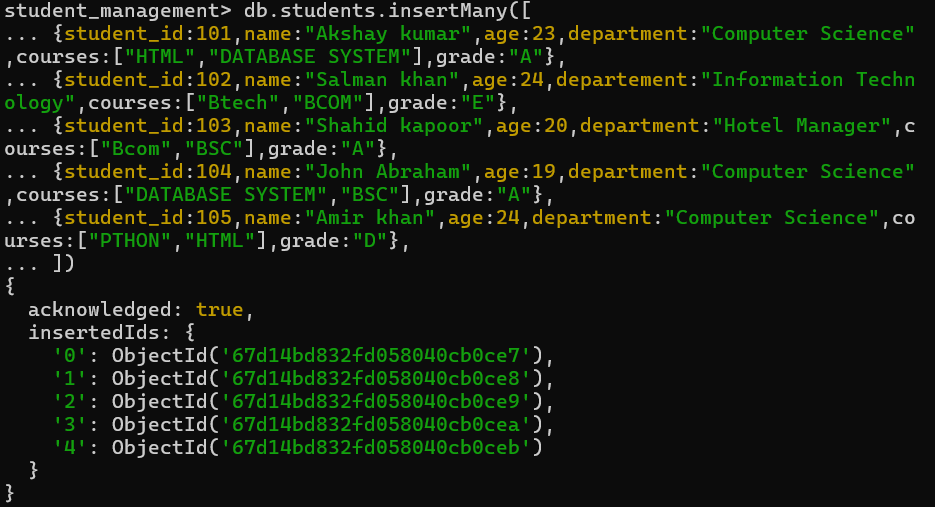 student_management> db.students.insertMany([
... {student_id:101,name:"Akshay kumar",age:23,department:"Computer Science"
,courses:["HTML","DATABASE SYSTEM"],grade:"A"},
... {student_id:102,name:"Salman khan",age:24,departement:"Information Techn
ology",courses:["Btech","BCOM"],grade:"E"},
... {student_id:103,name:"Shahid kapoor",age:20,department:"Hotel Manager",c
ourses:["Bcom","BSC"],grade:"A"},
... {student_id:104,name:"John Abraham",age:19,department:"Computer Science"
,courses:["DATABASE SYSTEM","BSC"],grade:"A"},
... {student_id:105,name:"Amir khan",age:24,department:"Computer Science",co
urses:["PTHON","HTML"],grade:"D"},
... ])
{
  acknowledged: true,
  insertedIds: {
    '0': ObjectId('67d14bd832fd058040cb0ce7'),
    '1': ObjectId('67d14bd832fd058040cb0ce8'),
    '2': ObjectId('67d14bd832fd058040cb0ce9'),
    '3': ObjectId('67d14bd832fd058040cb0cea'),
    '4': ObjectId('67d14bd832fd058040cb0ceb')
  }
}